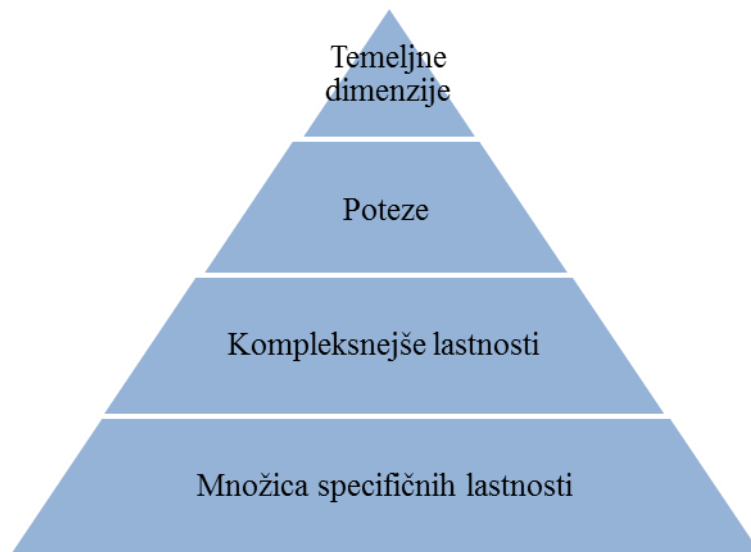 Temeljne
dimenzije
Poteze
Kompleksnejše lastnosti
Množica specifičnih lastnosti